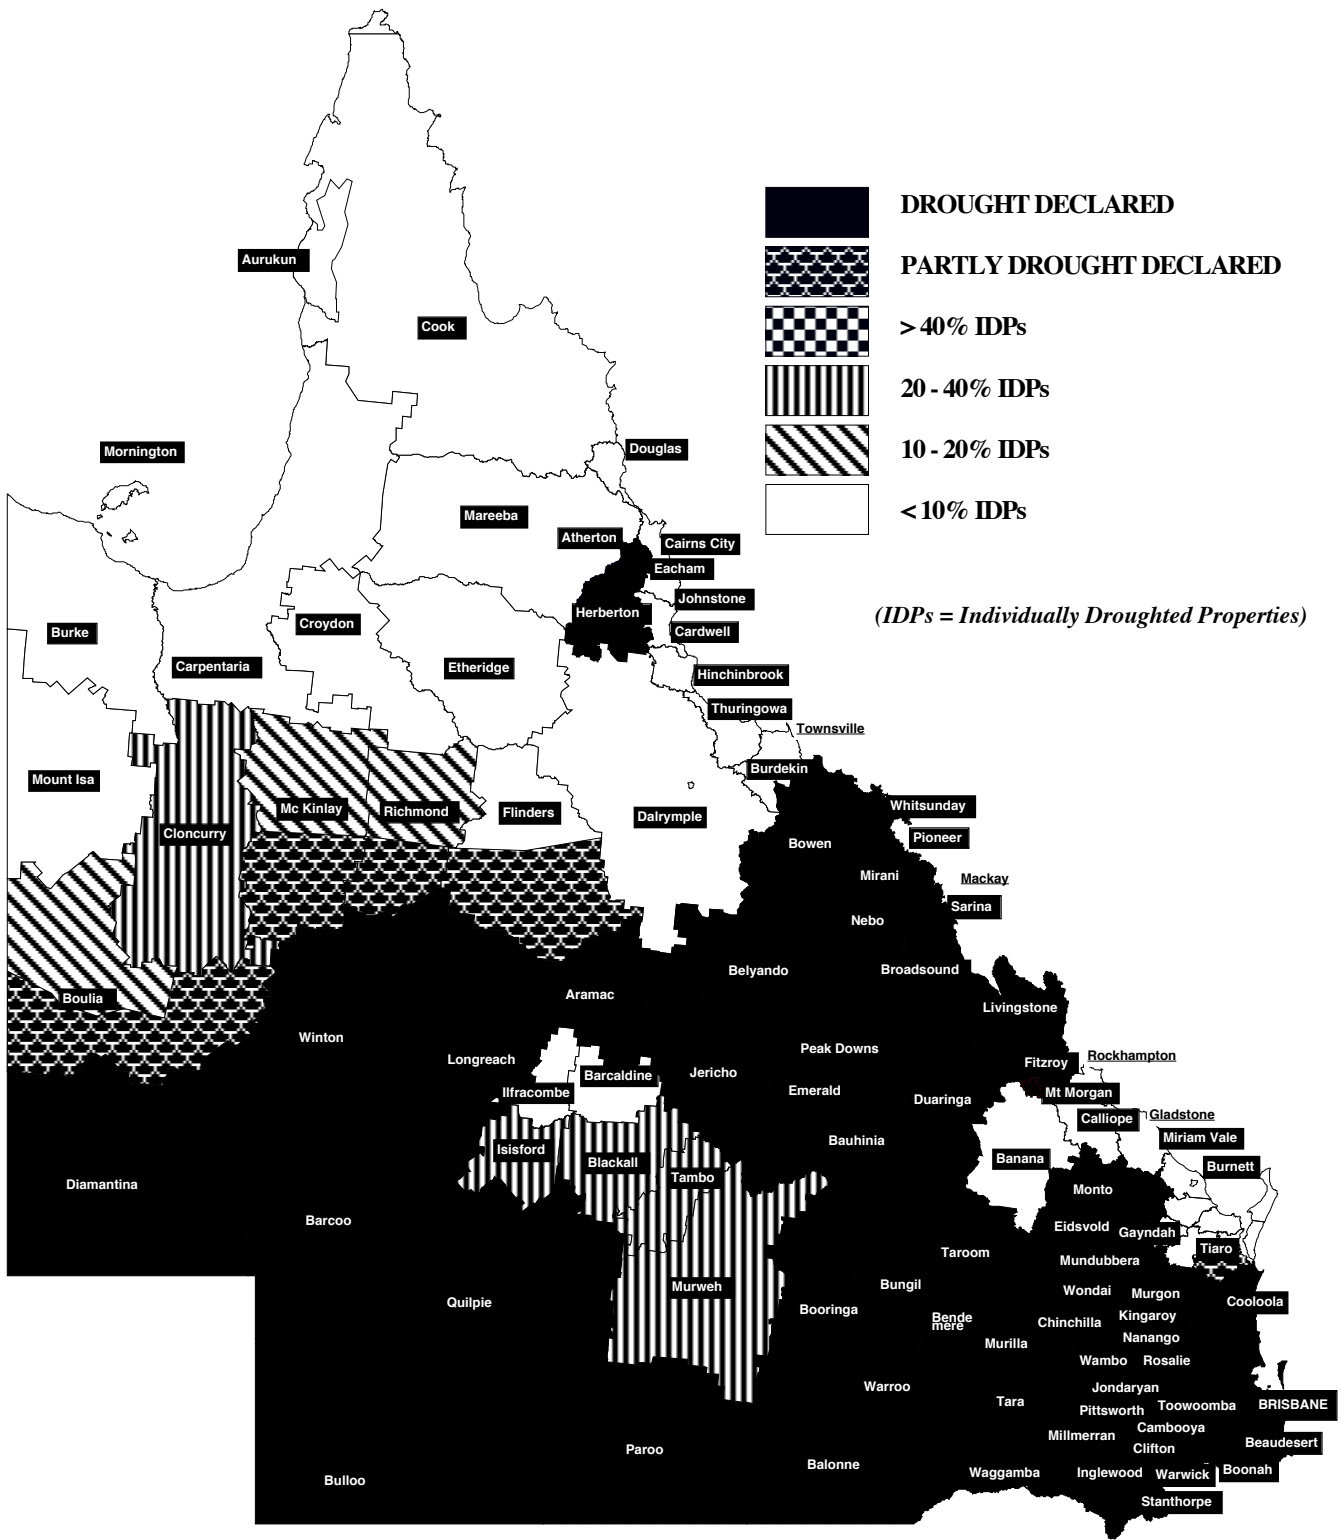 DROUGHT DECLARED
PARTLY DROUGHT DECLARED
> 40% IDPs
20 - 40% IDPs
10 - 20% IDPs
< 10% IDPs
(IDPs = Individually Droughted Properties)
Aurukun
Cook
Mornington
Douglas
Mareeba
Atherton
Cairns City
Eacham
Johnstone
Herberton
Cardwell
Burke
Croydon
Carpentaria
Etheridge
Hinchinbrook
Thuringowa
Townsville
Burdekin
Mount Isa
Mc Kinlay
Richmond
Flinders
Dalrymple
Whitsunday
Cloncurry
Bowen
Pioneer
Mirani
Mackay
Sarina
Nebo
Belyando
Broadsound
Boulia
Aramac
Livingstone
Winton
Longreach
Peak Downs
Fitzroy
Rockhampton
Ilfracombe
Barcaldine
Jericho
Emerald
Duaringa
Mt Morgan
Calliope
Gladstone
Miriam Vale
Isisford
Blackall
Bauhinia
Banana
Burnett
Diamantina
Tambo
Monto
Barcoo
Eidsvold
Gayndah
Tiaro
Taroom
Mundubbera
Murweh
Bungil
Wondai
Murgon
Cooloola
Quilpie
Booringa
Bende
mere
Chinchilla
Kingaroy
Murilla
Nanango
Wambo
Rosalie
Warroo
Jondaryan
Tara
Pittsworth
Toowoomba
BRISBANE
Millmerran
Cambooya
Clifton
Beaudesert
Paroo
Balonne
Bulloo
Waggamba
Inglewood
Warwick
Boonah
Stanthorpe